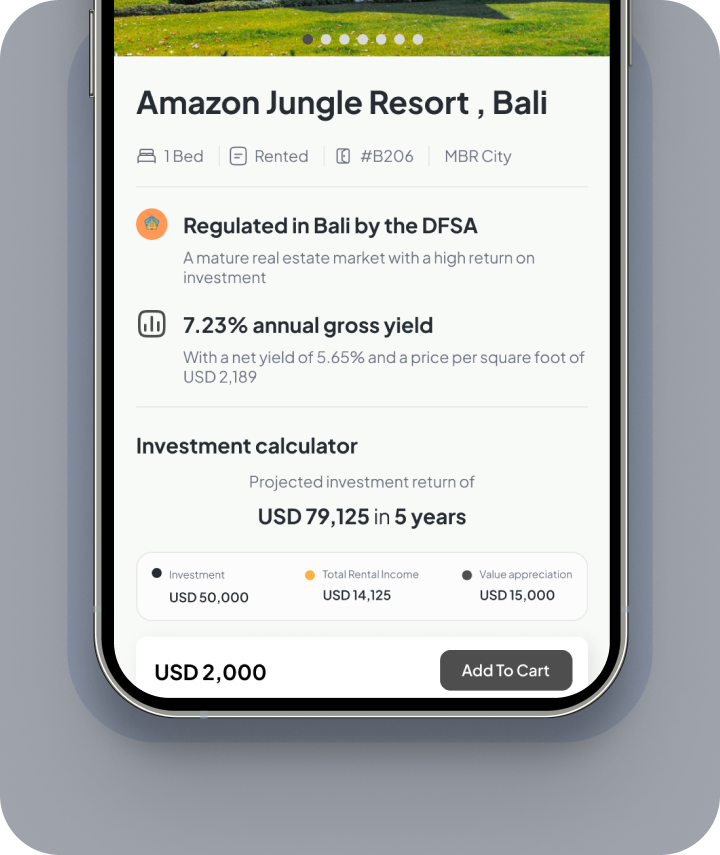 Amazon Jungle Resort , Bali
1 Bed
Rented
#B206
MBR City
Regulated in Bali by the DFSA
A mature real estate market with a high return on
investment
7.23% annual gross yield
With a net yield of 5.65% and a price per square foot of
USD 2,189
Investment calculator
Projected investment return of
USD 79,125 in 5 years
Investment
Total Rental Income
Value appreciation
USD 50,000
USD 14,125
USD 15,000
USD 2,000
Add To Cart